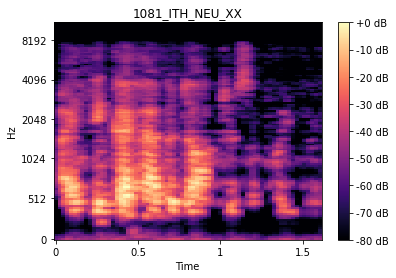 1081_ITH_NEU_XX
8192
4096
2048
1024
512
0
Hz
0
0.5
1
1.5
Time
+0 dB
-10 dB
-20 dB
-30 dB
-40 dB
-50 dB
-60 dB
-70 dB
-80 dB